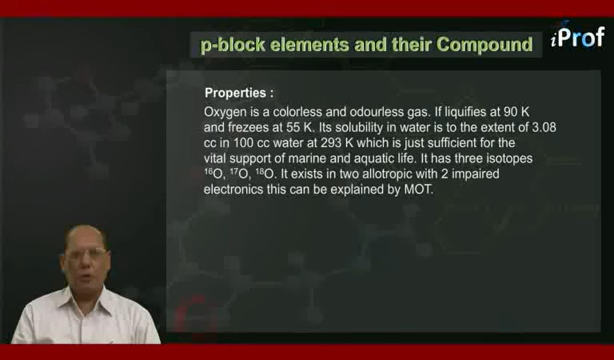 iProf
p-block elements and their Compound
Properties :
Oxygen is a colorless and odourless gas. If liquifies at 90 K
and frezees at 55 K. Its solubility in water is to the extent of 3.08
cc in 100 cc water at 293 K which is just sufficient for the
vital support of marine and aquatic life. It has three isotopes
¹⁶O, ¹⁷O, ¹⁸O. It exists in two allotropic with 2 impaired
electronics this can be explained by MOT.